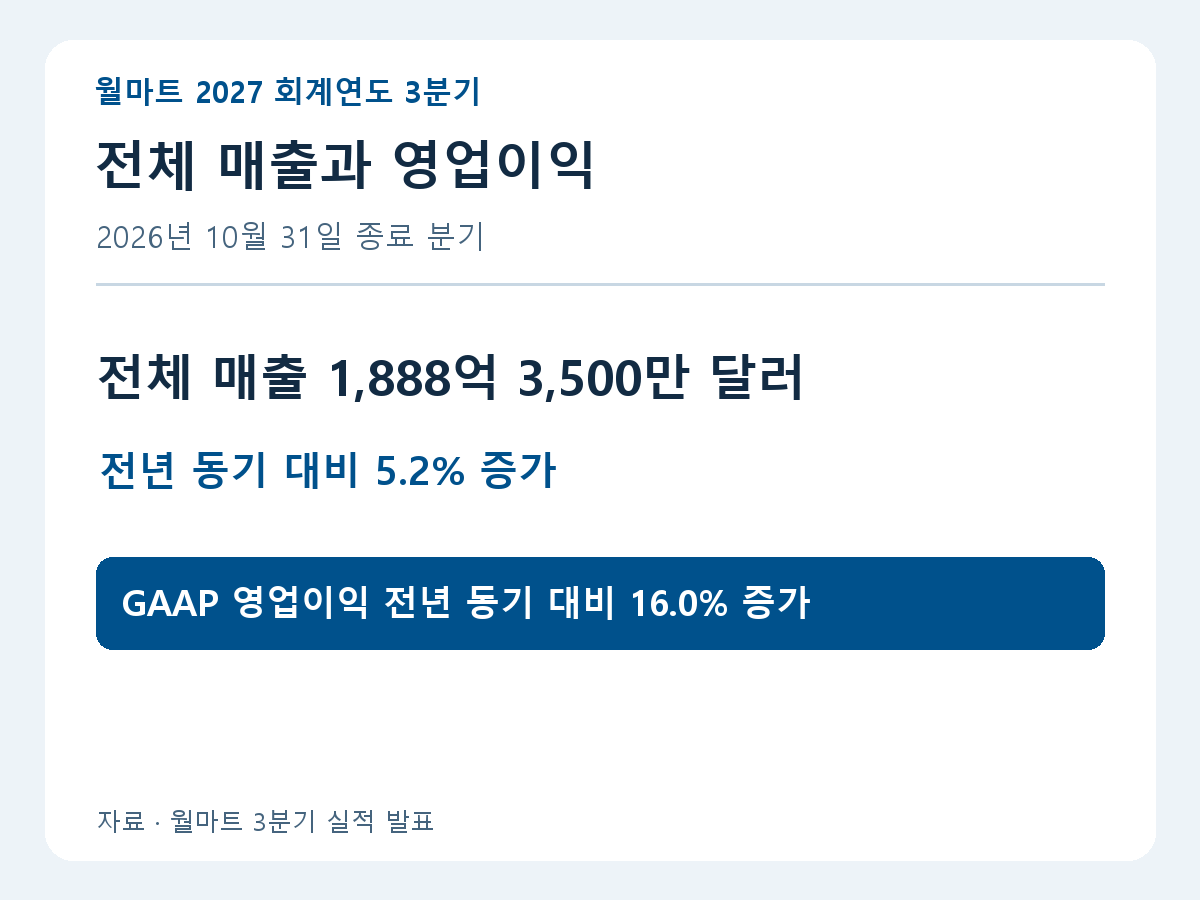 월마트 2027 회계연도 3분기
전체 매출과 영업이익
2026년 10월 31일 종료 분기
전체 매출 1,888억 3,500만 달러
전년 동기 대비 5.2% 증가
GAAP 영업이익 전년 동기 대비 16.0% 증가
자료 · 월마트 3분기 실적 발표